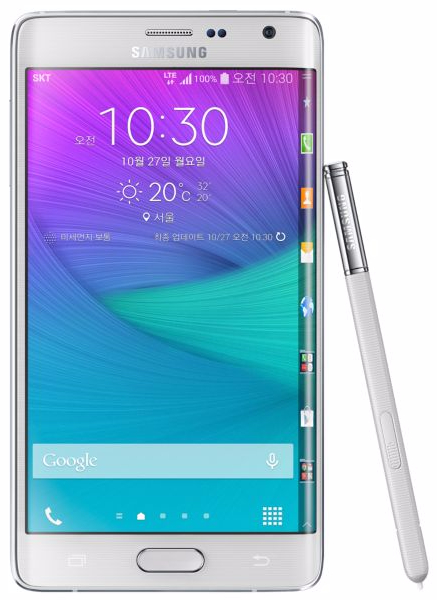 SAMSUNG
SKT LTE 100% 오전 10:30
오전 10:30
10월 27일 월요일
20°c 32° 20°
서울
미세먼지 보통 최종 업데이트 10/27 오전 10:30
Google
SAMSUNG